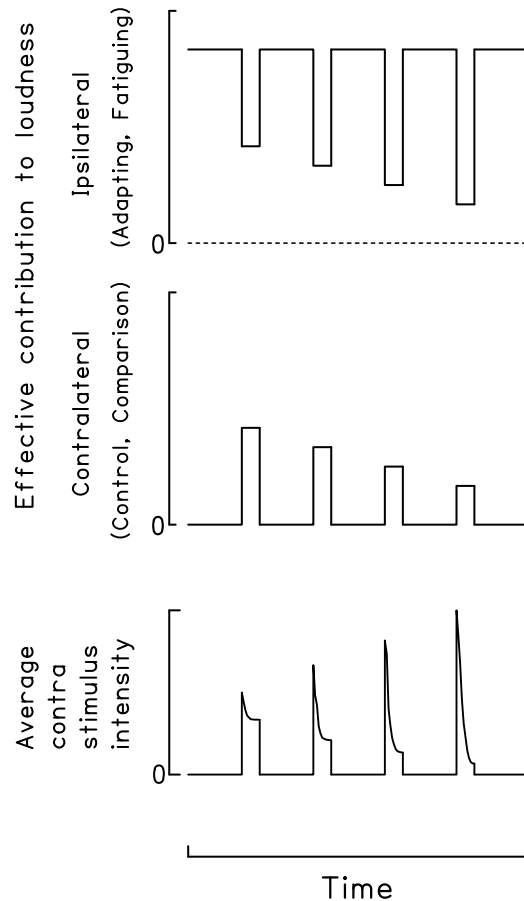 Effective contribution to loudness
Ipsilateral
(Adapting, Fatiguing)
0
Contralateral
(Control, Comparison)
0
Average
contra
stimulus
intensity
0
Time